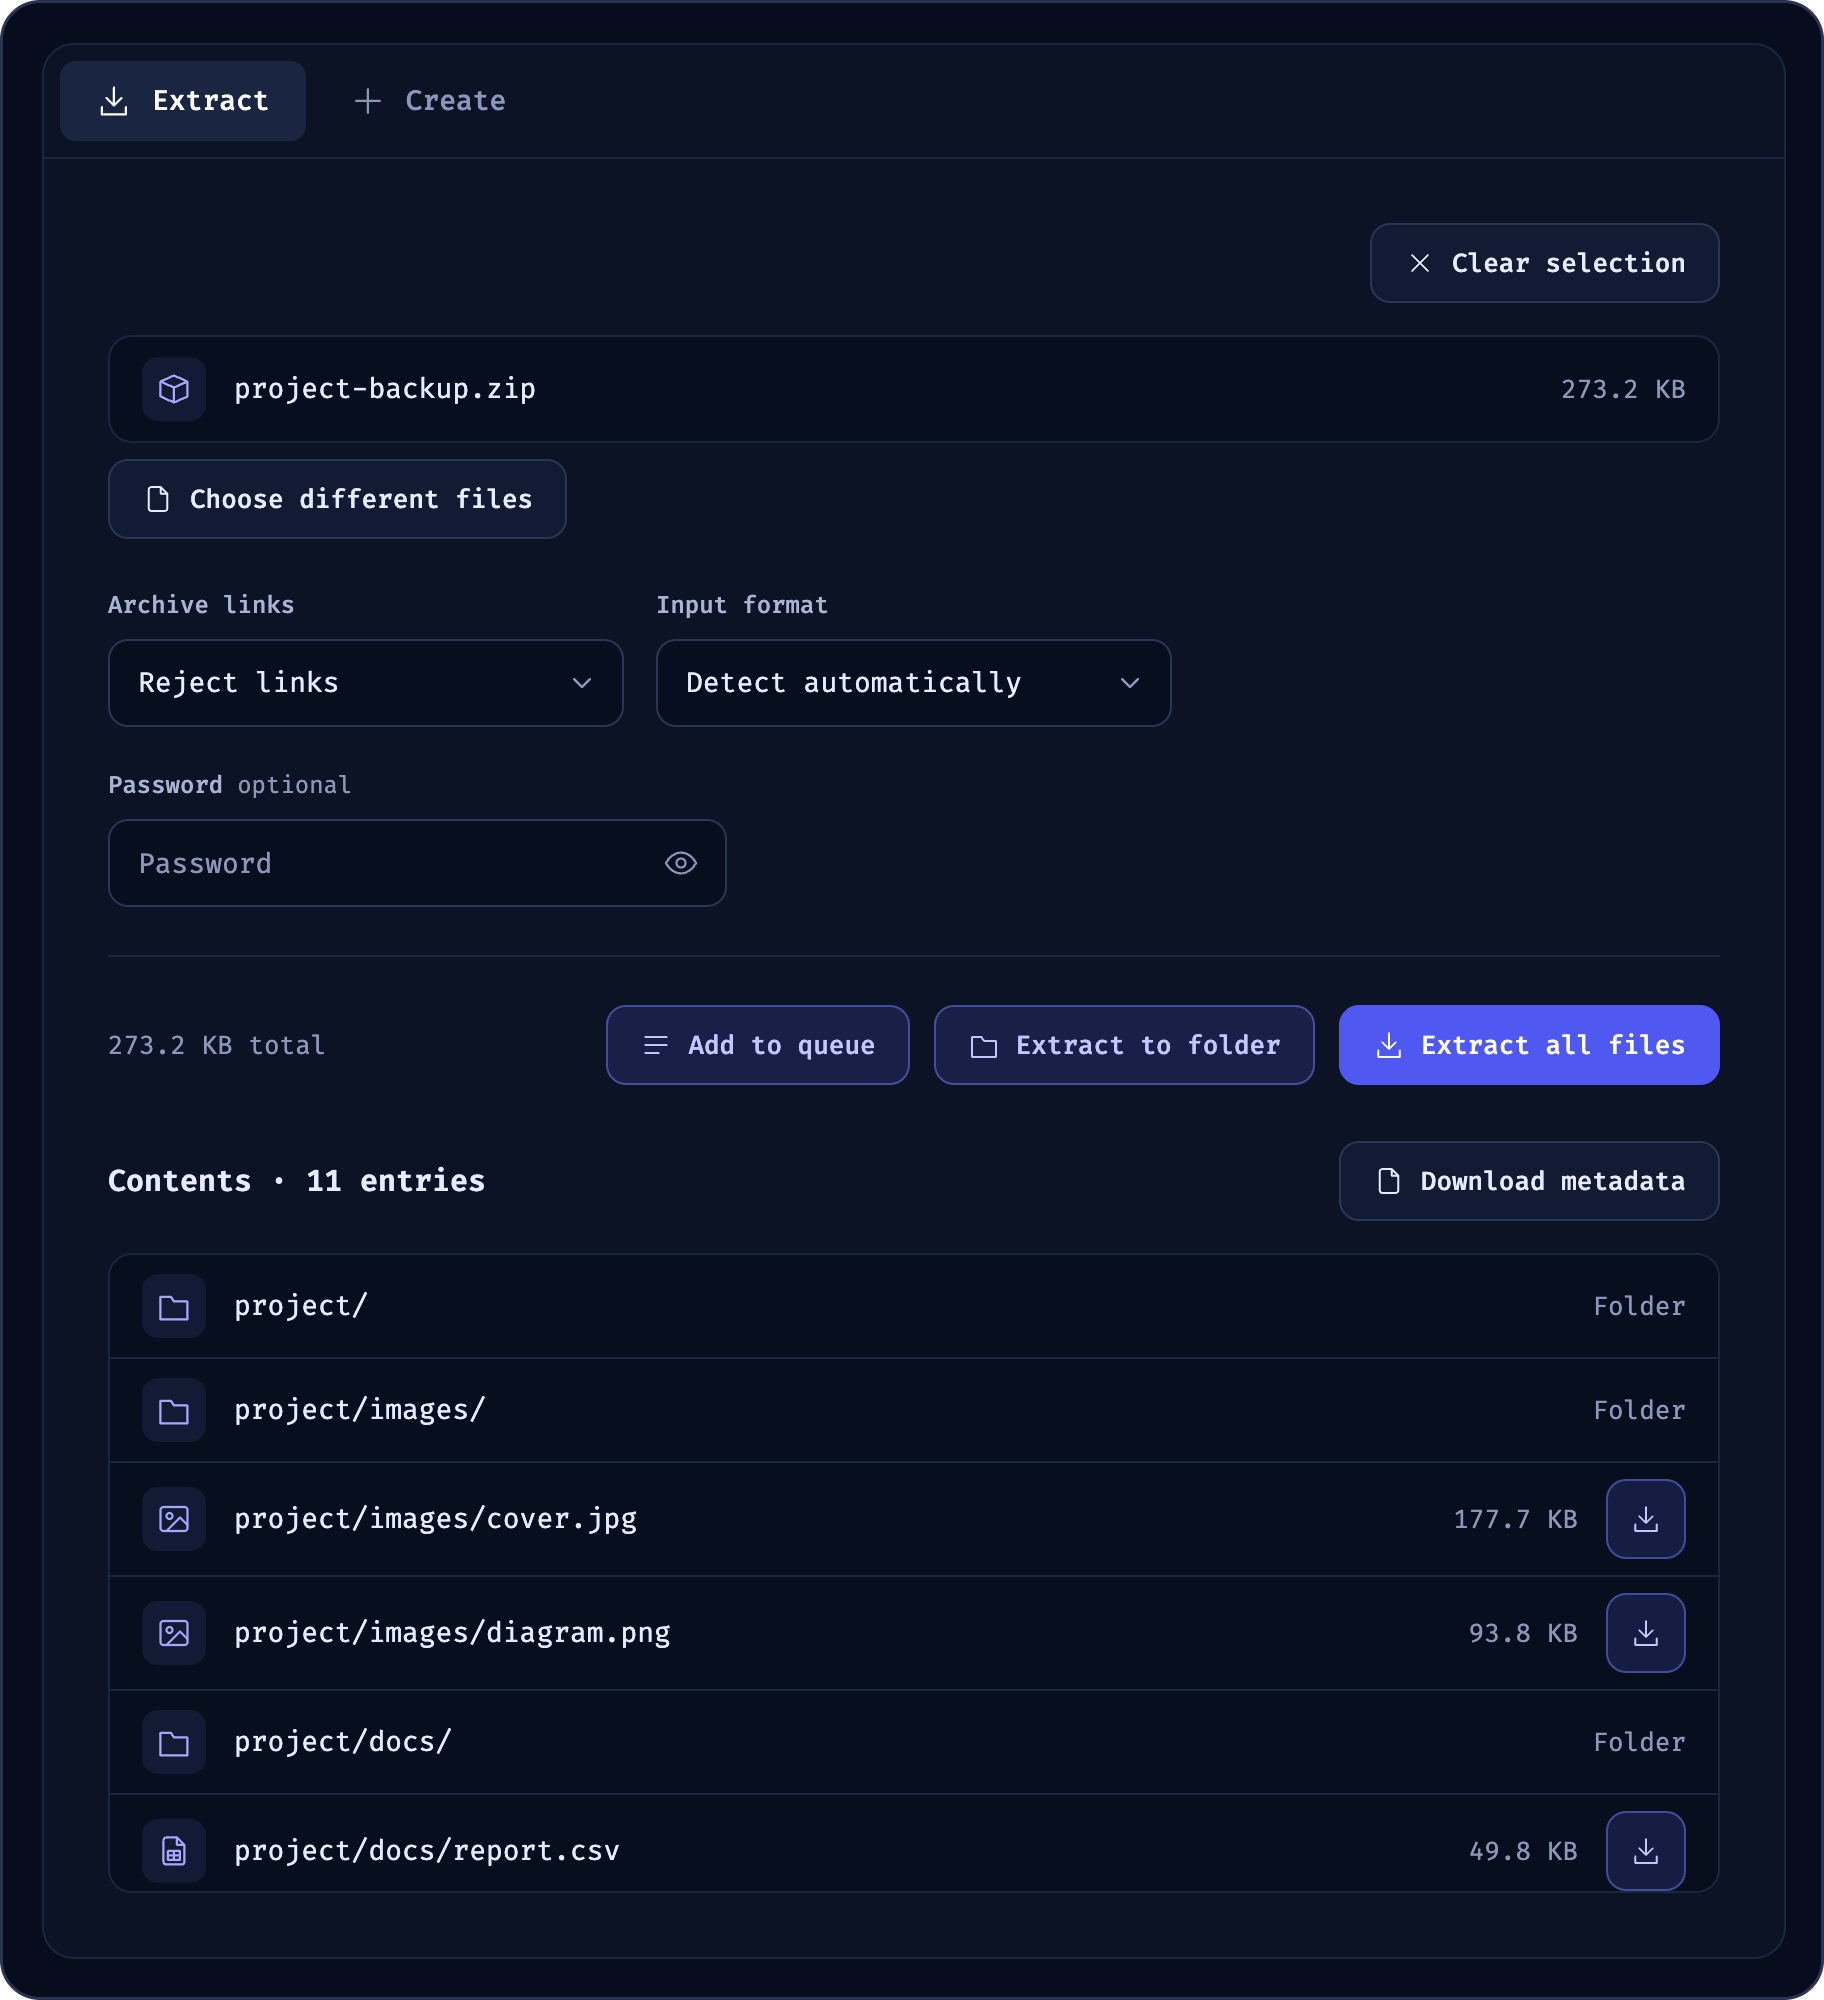 Extract
Create
Clear selection
project-backup.zip 273.2 KB
Choose different files
Archive links Input format
Reject links Detect automatically
Password optional
Password
273.2 KB total Add to queue Extract to folder Extract all files
Contents · 11 entries Download metadata
project/ Folder
project/images/ Folder
project/images/cover.jpg 177.7 KB
project/images/diagram.png 93.8 KB
project/docs/ Folder
project/docs/report.csv 49.8 KB